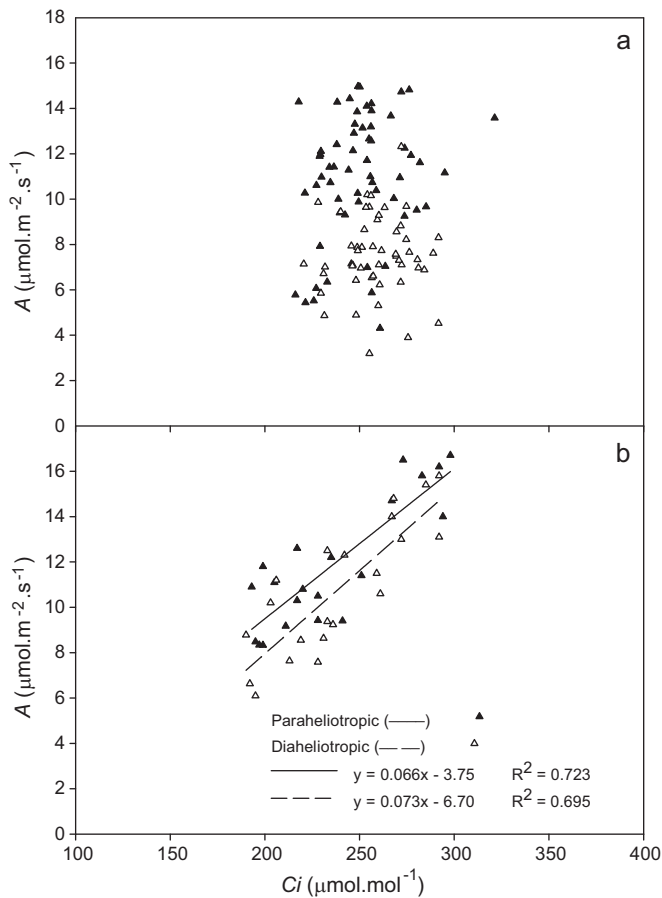 a
18
16
14
12
10
8
6
4
2
0
A (μmol.m⁻².s⁻¹)
b
16
14
12
10
8
6
4
2
0
A (μmol.m⁻².s⁻¹)
Paraheliotropic (——)
Diaheliotropic (— —)
y = 0.066x - 3.75 R² = 0.723
y = 0.073x - 6.70 R² = 0.695
100 150 200 250 300 350 400
Ci (μmol.mol⁻¹)